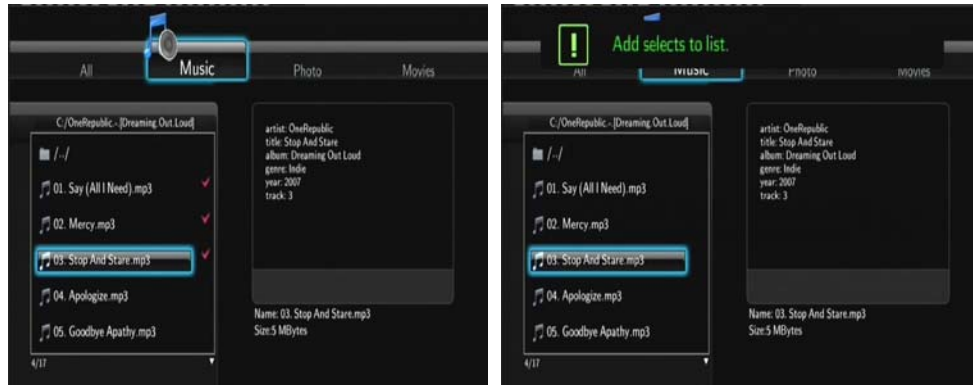 All
Music
Photo
Movies
C:/OneRepublic.-.[Dreaming.Out.Loud]
/../
01. Say (All I Need).mp3
02. Mercy.mp3
03. Stop And Stare.mp3
04. Apologize.mp3
05. Goodbye Apathy.mp3
4/17
artist: OneRepublic
title: Stop And Stare
album: Dreaming Out Loud
genre: Indie
year: 2007
track: 3
Name: 03. Stop And Stare.mp3
Size:5 MBytes
Add selects to list.
All
Music
Photo
Movies
C:/OneRepublic.-.[Dreaming.Out.Loud]
/../
01. Say (All I Need).mp3
02. Mercy.mp3
03. Stop And Stare.mp3
04. Apologize.mp3
05. Goodbye Apathy.mp3
4/17
artist: OneRepublic
title: Stop And Stare
album: Dreaming Out Loud
genre: Indie
year: 2007
track: 3
Name: 03. Stop And Stare.mp3
Size:5 MBytes